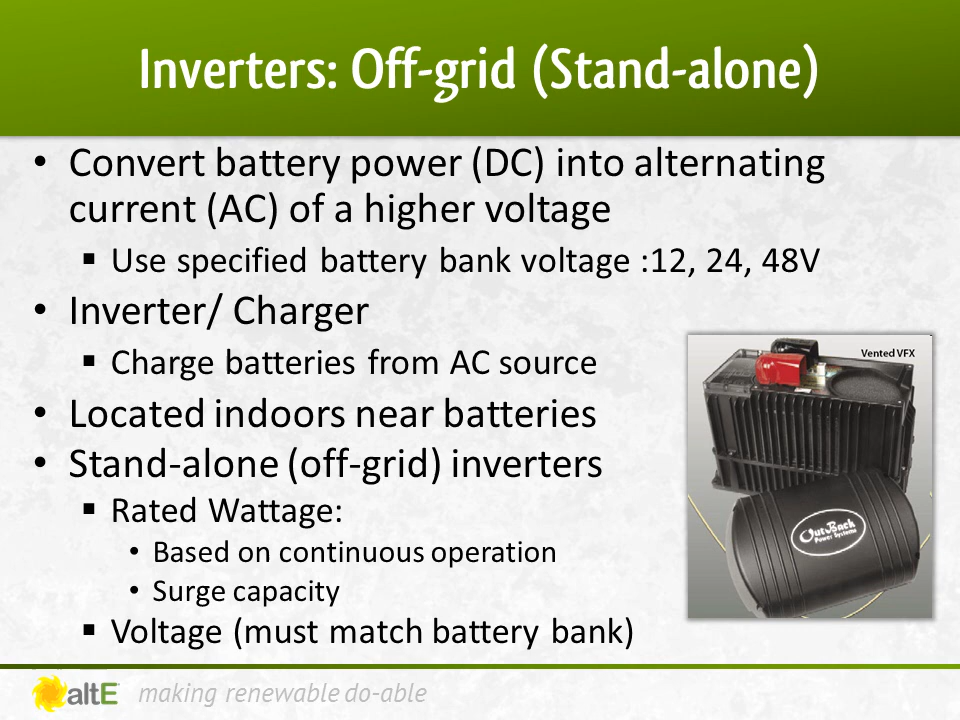 Inverters: Off-grid (Stand-alone)
• Convert battery power (DC) into alternating
current (AC) of a higher voltage
▪ Use specified battery bank voltage :12, 24, 48V
• Inverter/ Charger
▪ Charge batteries from AC source
• Located indoors near batteries
• Stand-alone (off-grid) inverters
▪ Rated Wattage:
• Based on continuous operation
• Surge capacity
▪ Voltage (must match battery bank)
Vented VFX
OutBack
Power Systems
altE making renewable do-able